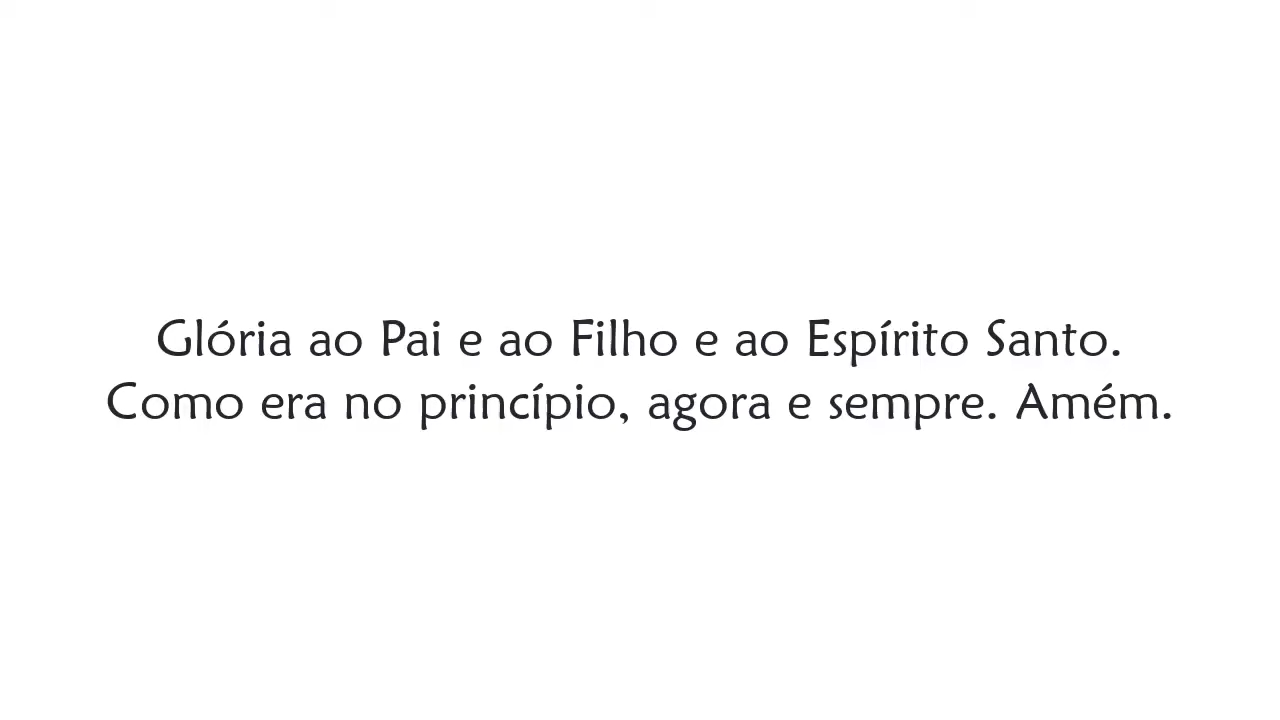 Glória ao Pai e ao Filho e ao Espírito Santo.
Como era no princípio, agora e sempre. Amém.